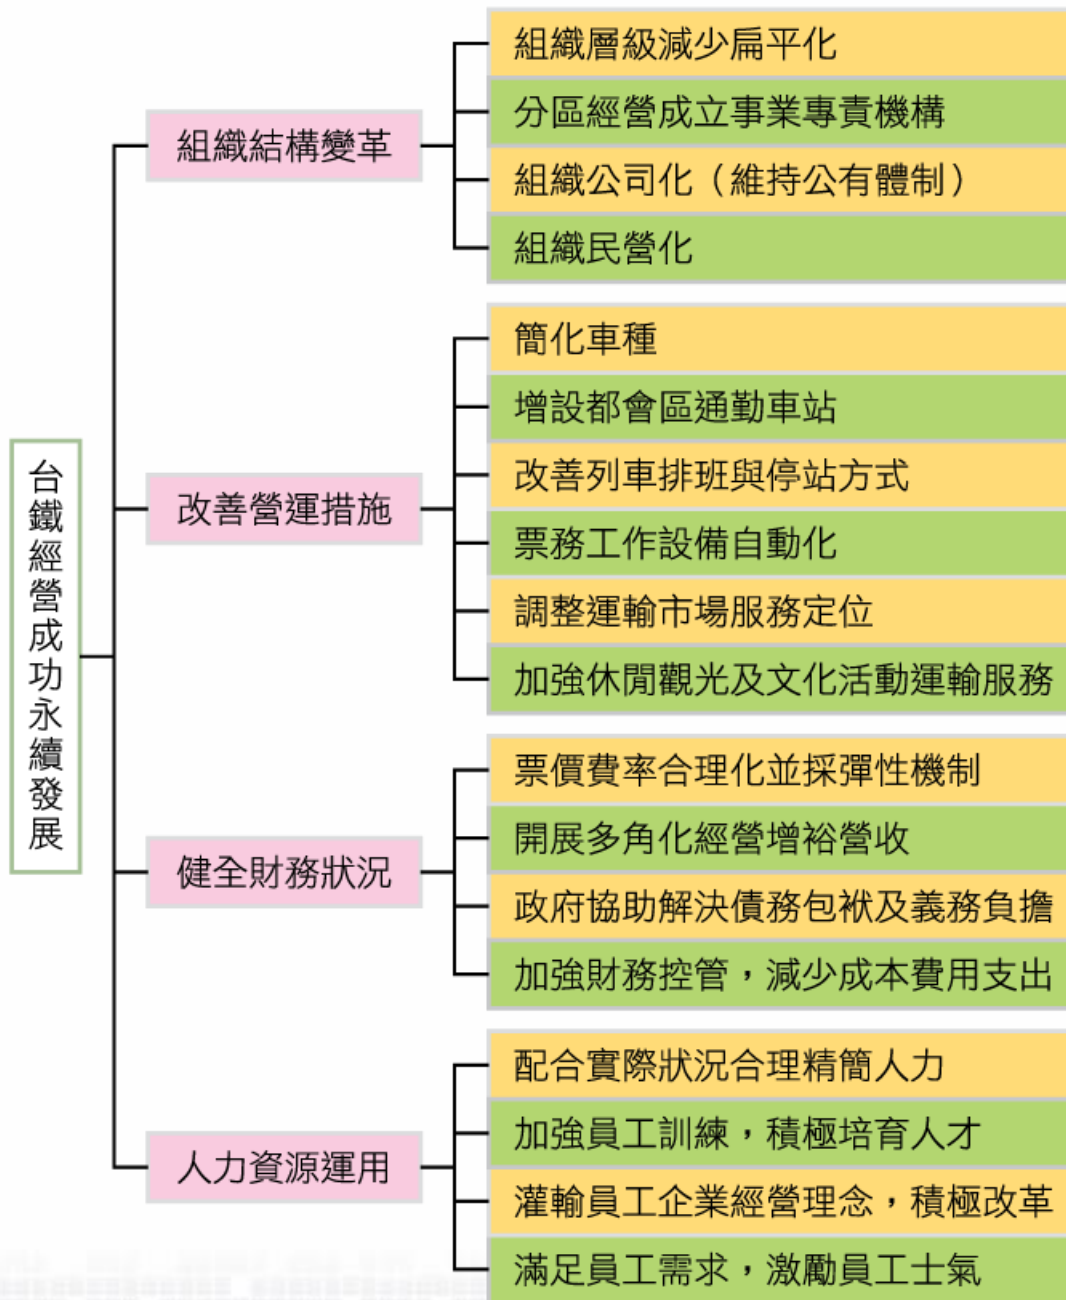 台鐵經營成功永續發展
組織結構變革
組織層級減少扁平化
分區經營成立事業專責機構
組織公司化（維持公有體制）
組織民營化
改善營運措施
簡化車種
增設都會區通勤車站
改善列車排班與停站方式
票務工作設備自動化
調整運輸市場服務定位
加強休閒觀光及文化活動運輸服務
健全財務狀況
票價費率合理化並採彈性機制
開展多角化經營增裕營收
政府協助解決債務包袱及義務負擔
加強財務控管，減少成本費用支出
人力資源運用
配合實際狀況合理精簡人力
加強員工訓練，積極培育人才
灌輸員工企業經營理念，積極改革
滿足員工需求，激勵員工士氣